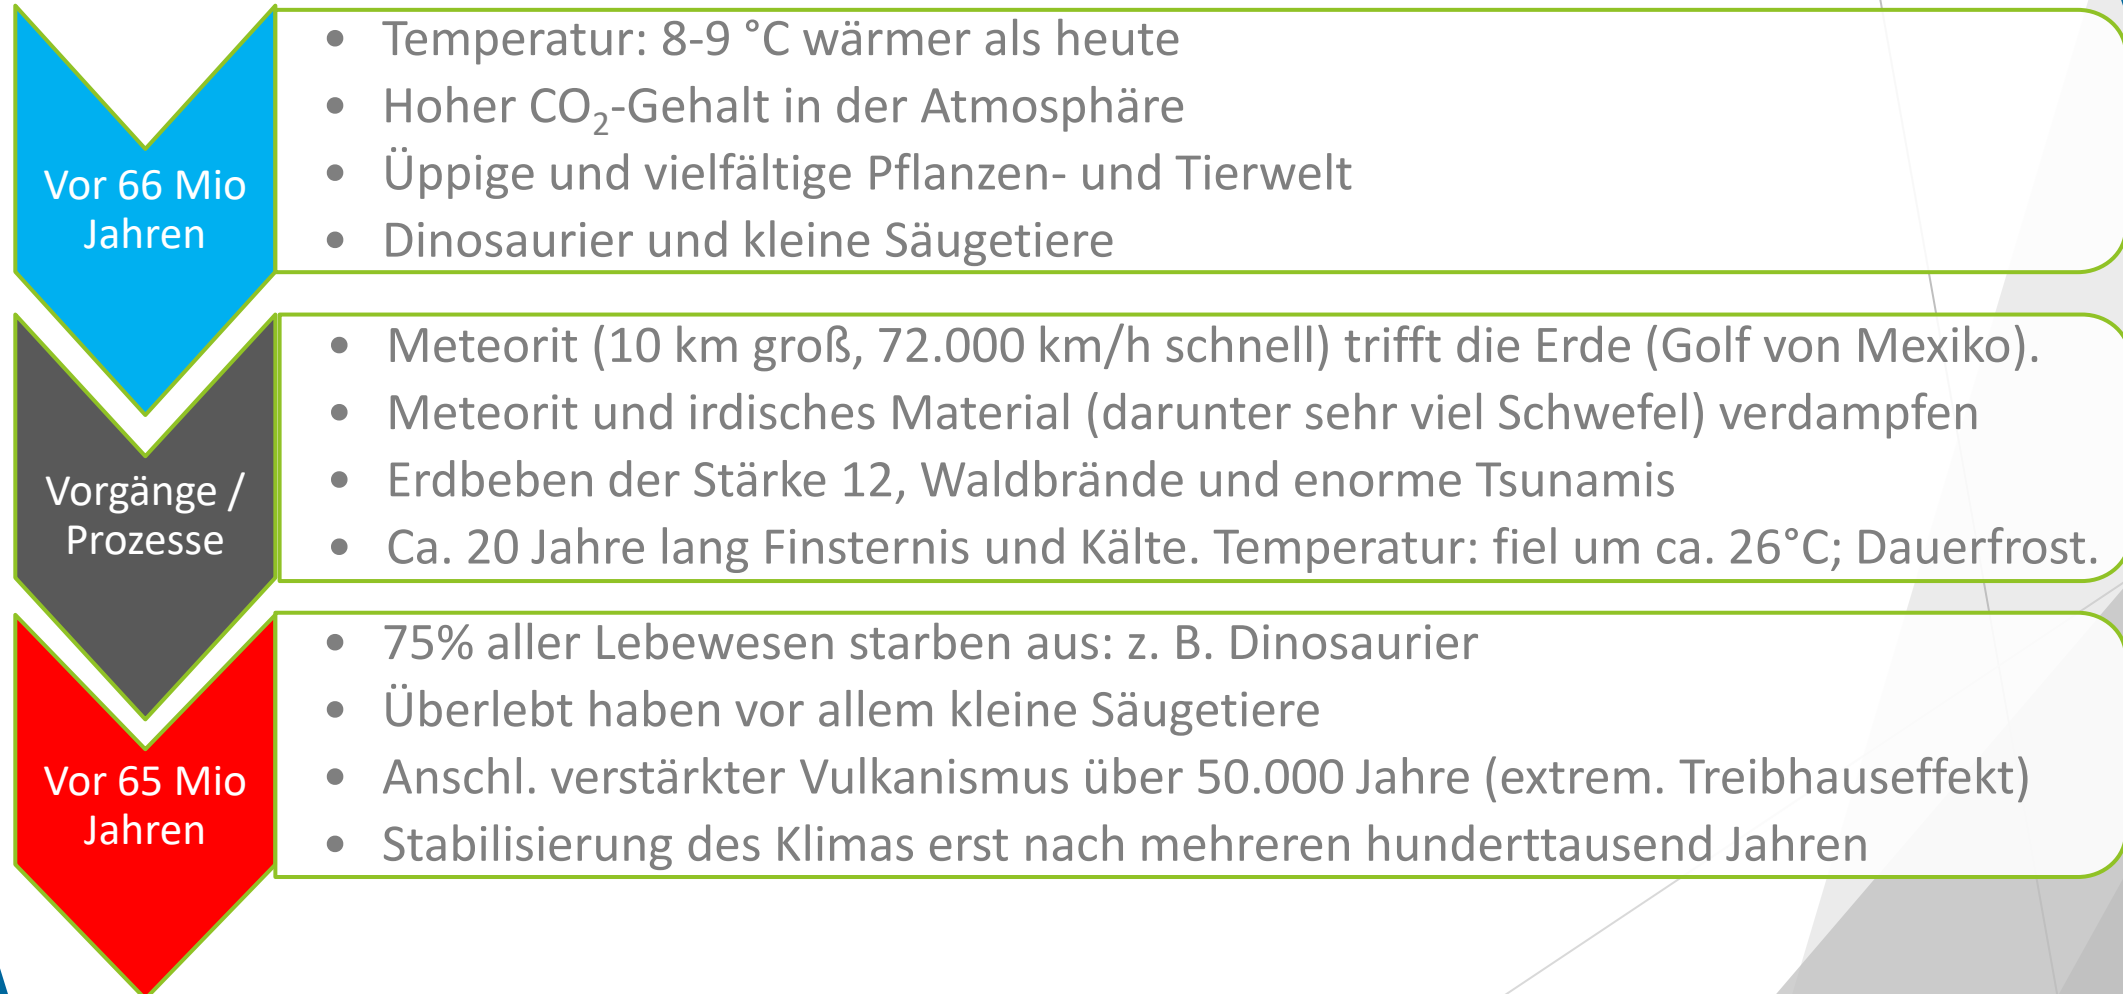 Vor 66 Mio
Jahren
• Temperatur: 8-9 °C wärmer als heute
• Hoher CO₂-Gehalt in der Atmosphäre
• Üppige und vielfältige Pflanzen- und Tierwelt
• Dinosaurier und kleine Säugetiere
Vorgänge /
Prozesse
• Meteorit (10 km groß, 72.000 km/h schnell) trifft die Erde (Golf von Mexiko).
• Meteorit und irdisches Material (darunter sehr viel Schwefel) verdampfen
• Erdbeben der Stärke 12, Waldbrände und enorme Tsunamis
• Ca. 20 Jahre lang Finsternis und Kälte. Temperatur: fiel um ca. 26°C; Dauerfrost.
Vor 65 Mio
Jahren
• 75% aller Lebewesen starben aus: z. B. Dinosaurier
• Überlebt haben vor allem kleine Säugetiere
• Anschl. verstärkter Vulkanismus über 50.000 Jahre (extrem. Treibhauseffekt)
• Stabilisierung des Klimas erst nach mehreren hunderttausend Jahren